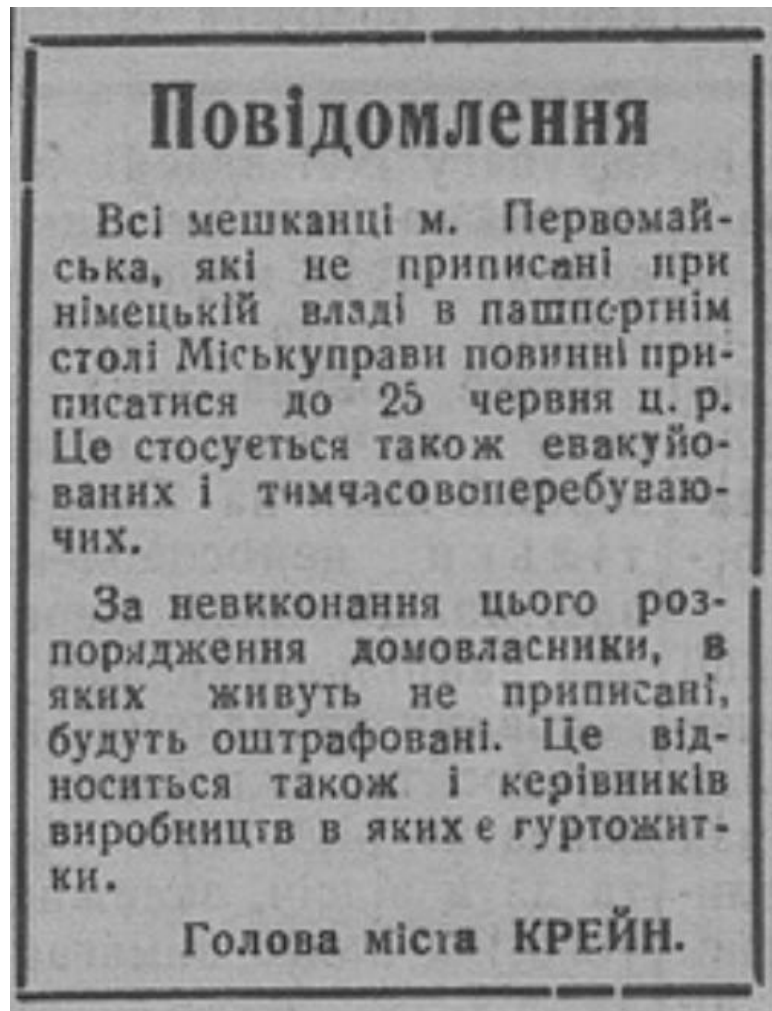 Повідомлення
Всі мешканці м. Первомай-
ська, які не приписані при
німецькій владі в пашпортнім
столі Міськуправи повинні при-
писатися до 25 червня ц. р.
Це стосується також евакуйо-
ваних і тимчасовоперебуваю-
чих.
За невкконання цього роз-
порядження домовласники, в
яких живуть не приписані,
будуть оштрафовані. Це від-
носиться також і керівників
виробництв в яких є гуртожит-
ки.
Голова міста КРЕЙН.